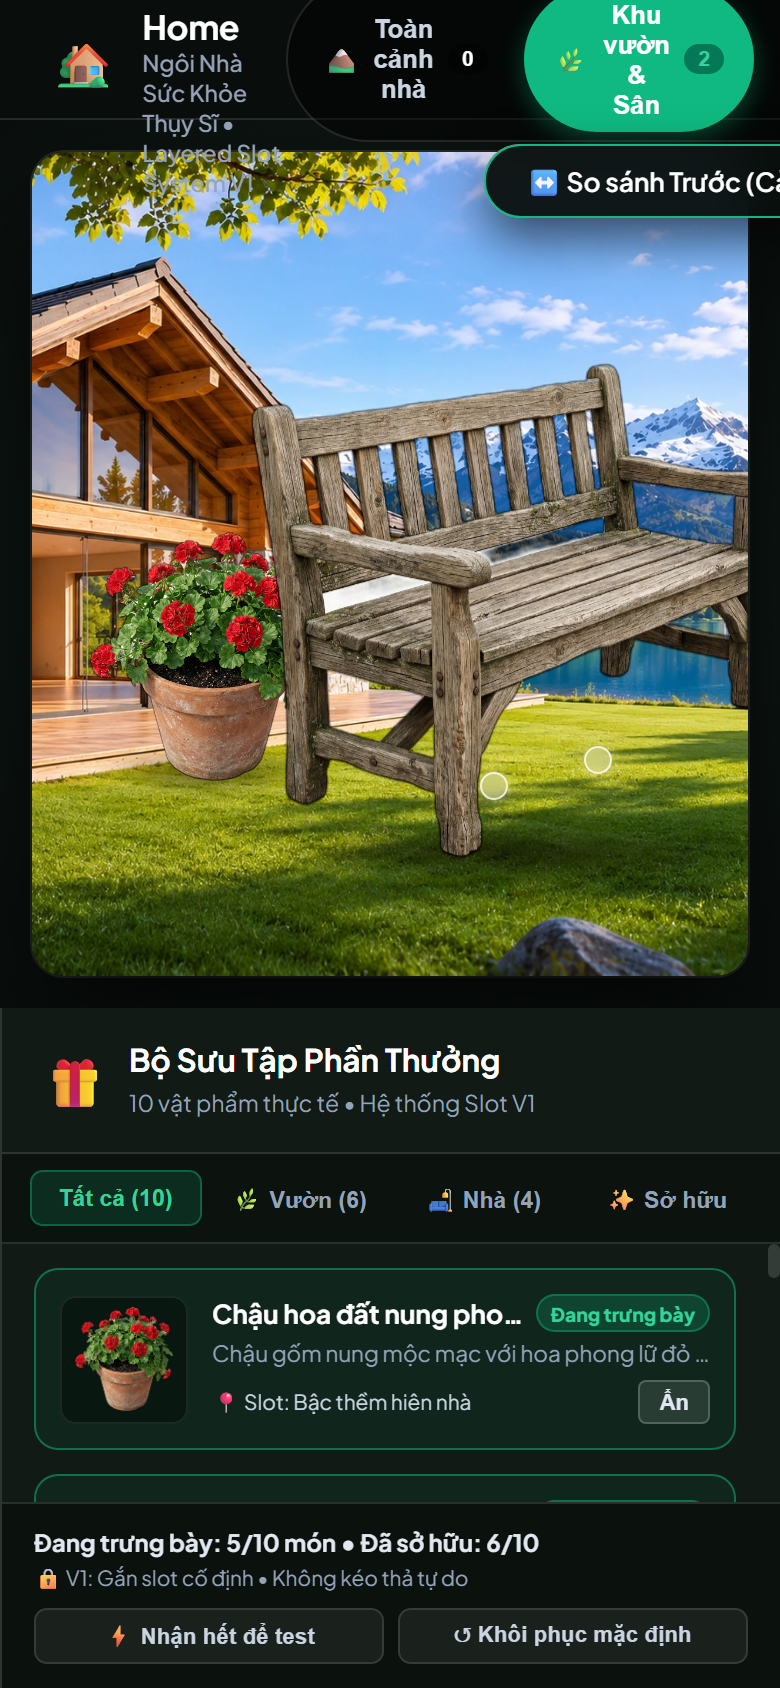 Home
Ngôi Nhà
Sức Khỏe
Thụy Sĩ •
Layered Slot
System V1
Toàn
cảnh
nhà
0
Khu
vườn
&
Sân
2
So sánh Trước (Cả
Bộ Sưu Tập Phần Thưởng
10 vật phẩm thực tế • Hệ thống Slot V1
Tất cả (10)
Vườn (6)
Nhà (4)
Sở hữu
Chậu hoa đất nung pho...
Đang trưng bày
Chậu gốm nung mộc mạc với hoa phong lữ đỏ ...
Slot: Bậc thềm hiên nhà
Ẩn
Đang trưng bày: 5/10 món • Đã sở hữu: 6/10
V1: Gắn slot cố định • Không kéo thả tự do
Nhận hết để test
↺ Khôi phục mặc định